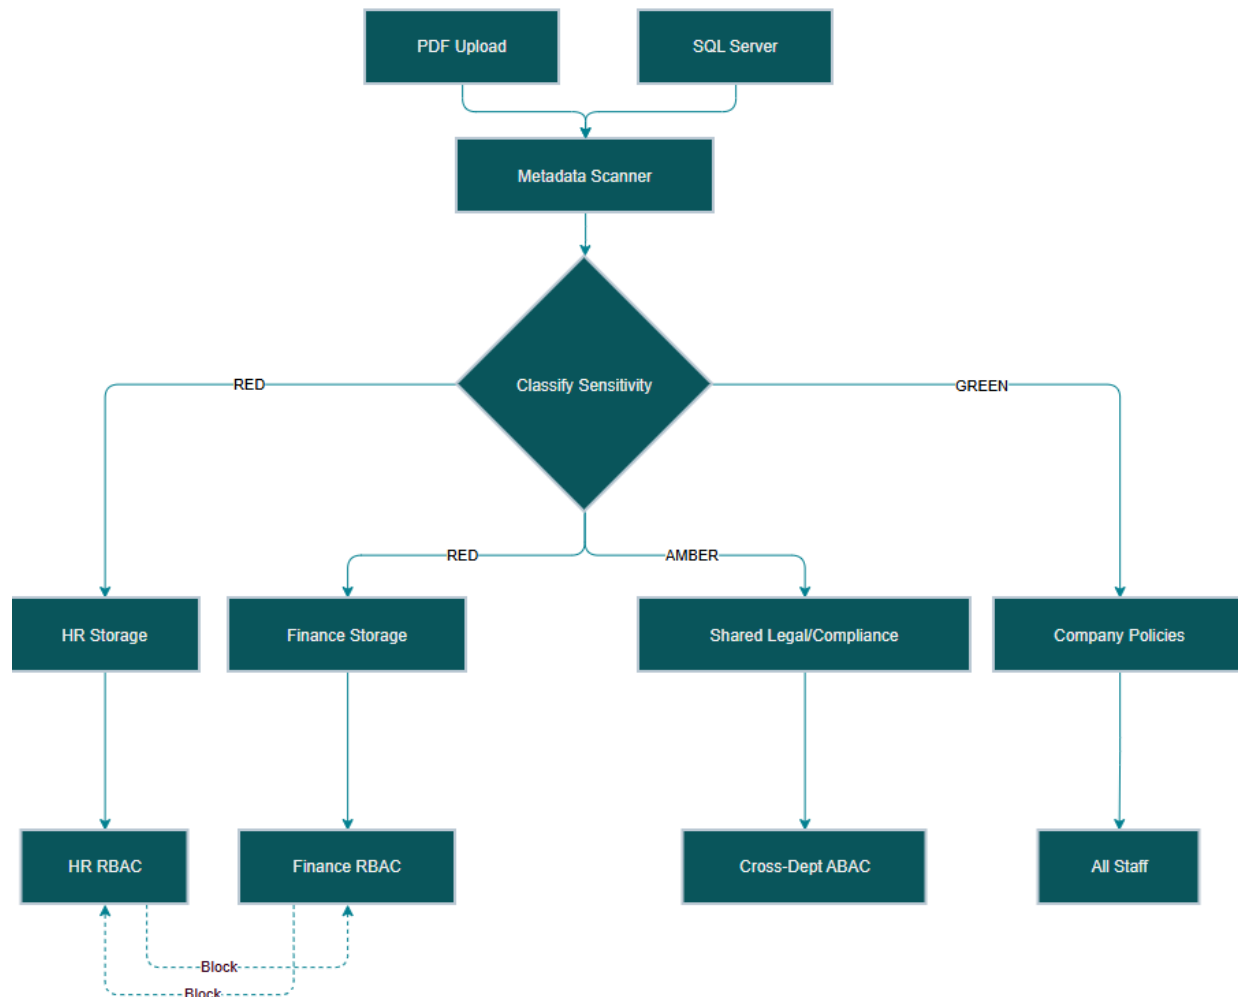 PDF Upload
SQL Server
Metadata Scanner
Classify Sensitivity
RED
GREEN
RED
AMBER
HR Storage
Finance Storage
Shared Legal/Compliance
Company Policies
HR RBAC
Finance RBAC
Cross-Dept ABAC
All Staff
Block
Block